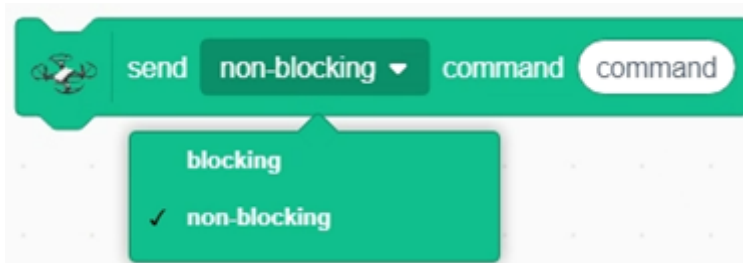 send non-blocking command command
blocking
✓ non-blocking